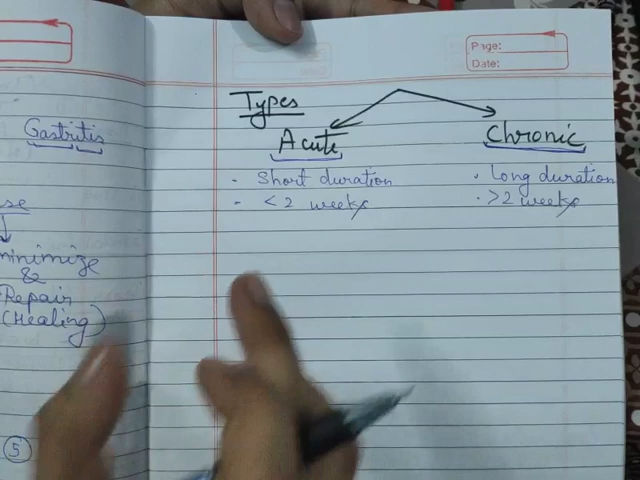 Gastritis
se
minimize
&
Repair
(Healing)
5
Page:
Date:
Types
Acute
Chronic
· Short duration
- < 2 weeks
· Long duration
· >2 weeks